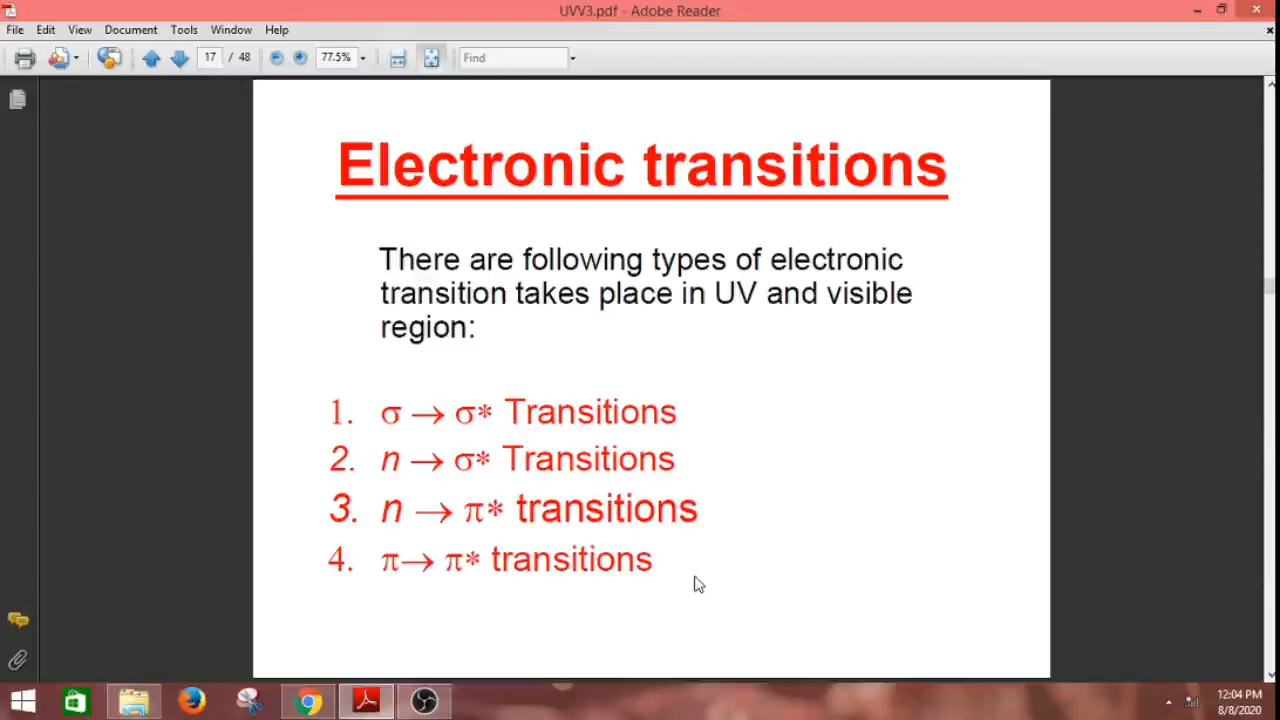 UVV3.pdf - Adobe Reader
File Edit View Document Tools Window Help
17 / 48 77.5% Find
Electronic transitions
There are following types of electronic
transition takes place in UV and visible
region:
1. σ → σ* Transitions
2. n → σ* Transitions
3. n → π* transitions
4. π→ π* transitions
12:04 PM
8/8/2020